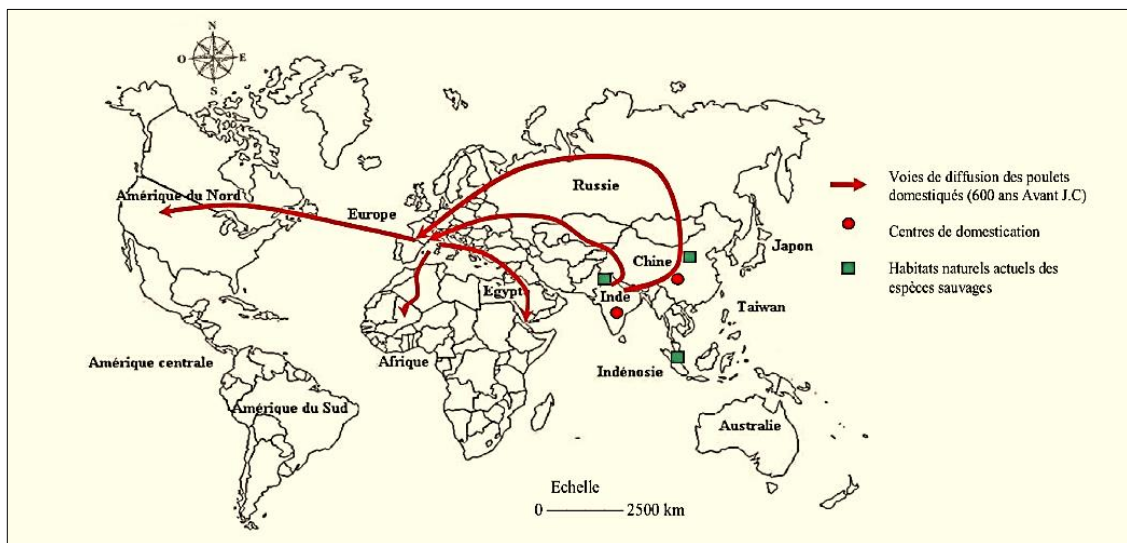 N
O E
S
Amérique du Nord
Europe
Russie
Chine
Japon
Egypt
Inde
Taiwan
Amérique centrale
Afrique
Indénosie
Amérique du Sud
Australie
Echelle
0 2500 km
Voies de diffusion des poulets
domestiqués (600 ans Avant J.C)
Centres de domestication
Habitats naturels actuels des
espèces sauvages